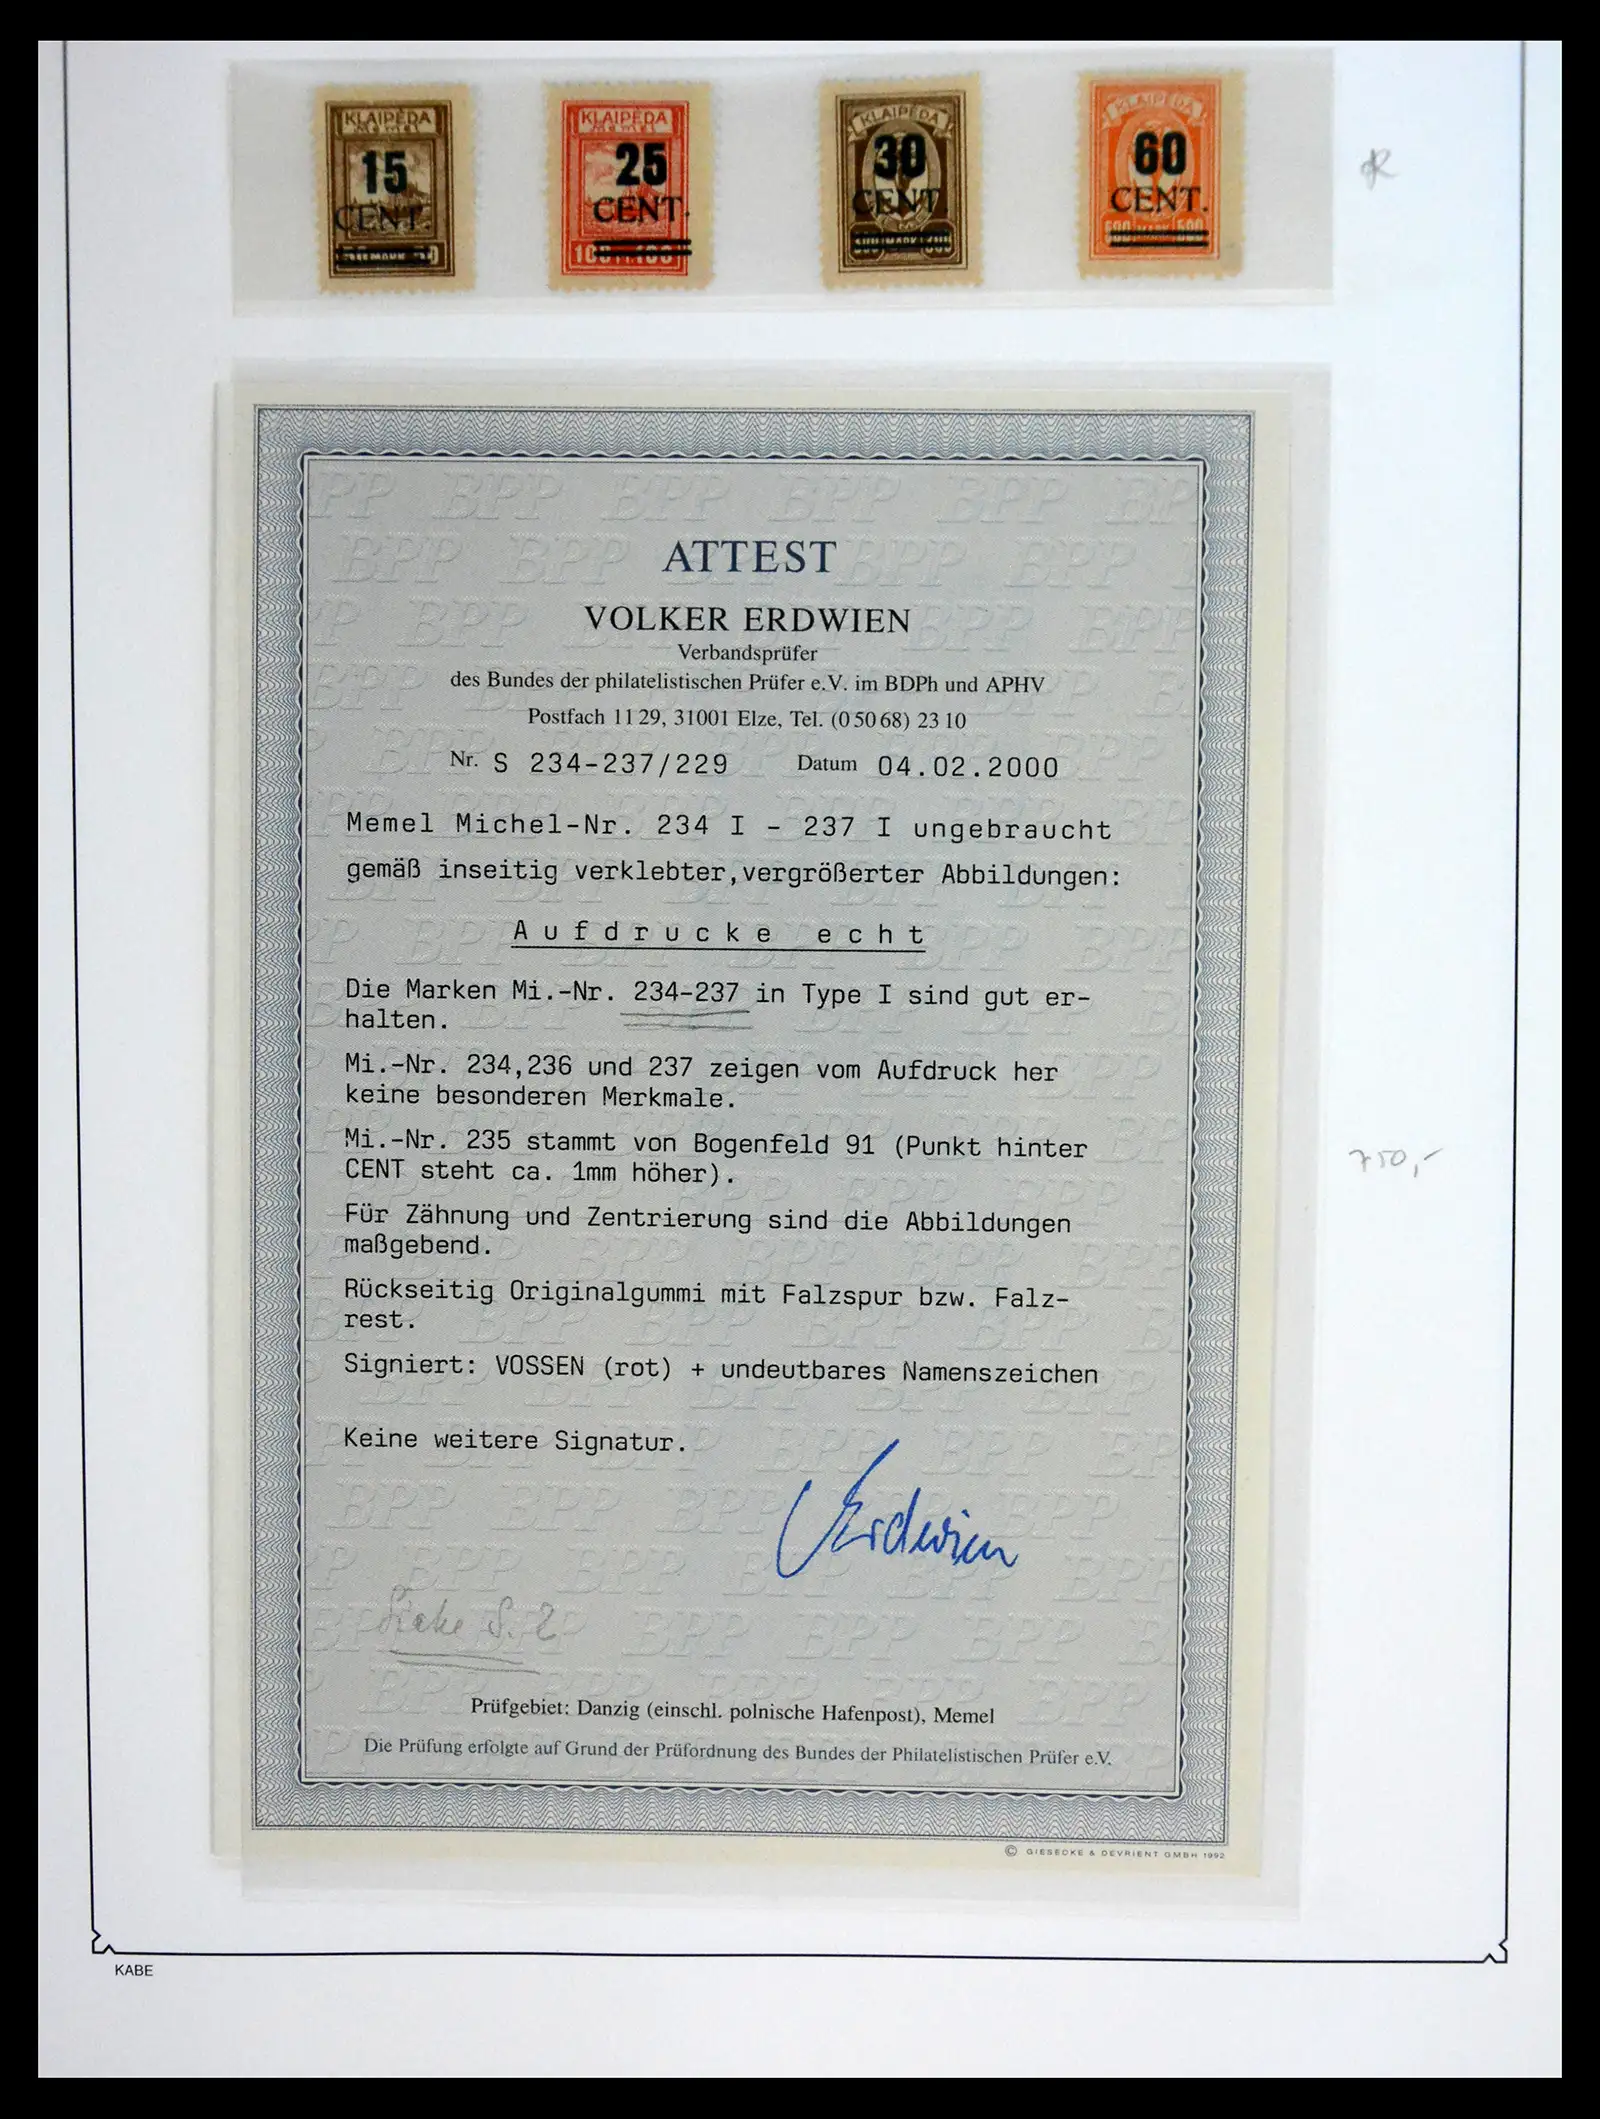 KLAIPĖDA
Memel
15
CENT.
KLAIPĖDA
Memel
25
CENT.
KLAIPĖDA
30
CENT
KLAIPĖDA
60
CENT.
ATTEST
VOLKER ERDWIEN
Verbandsprüfer
des Bundes der philatelistischen Prüfer e.V. im BDPh und APHV
Postfach 11 29, 31001 Elze, Tel. (0 50 68) 23 10
Nr. S 234-237/229 Datum 04.02.2000
Memel Michel-Nr. 234 I - 237 I ungebraucht
gemäß inseitig verklebter,vergrößerter Abbildungen:
Aufdrucke echt
Die Marken Mi.-Nr. 234-237 in Type I sind gut er-
halten.
Mi.-Nr. 234,236 und 237 zeigen vom Aufdruck her
keine besonderen Merkmale.
Mi.-Nr. 235 stammt von Bogenfeld 91 (Punkt hinter
CENT steht ca. 1mm höher).
Für Zähnung und Zentrierung sind die Abbildungen
maßgebend.
Rückseitig Originalgummi mit Falzspur bzw. Falz-
rest.
Signiert: VOSSEN (rot) + undeutbares Namenszeichen
750,-
Keine weitere Signatur.
Erdwien
Siehe S. 2
Prüfgebiet: Danzig (einschl. polnische Hafenpost), Memel
Die Prüfung erfolgte auf Grund der Prüfordnung des Bundes der Philatelistischen Prüfer e.V.
© GIESECKE & DEVRIENT GMBH 1992
KABE